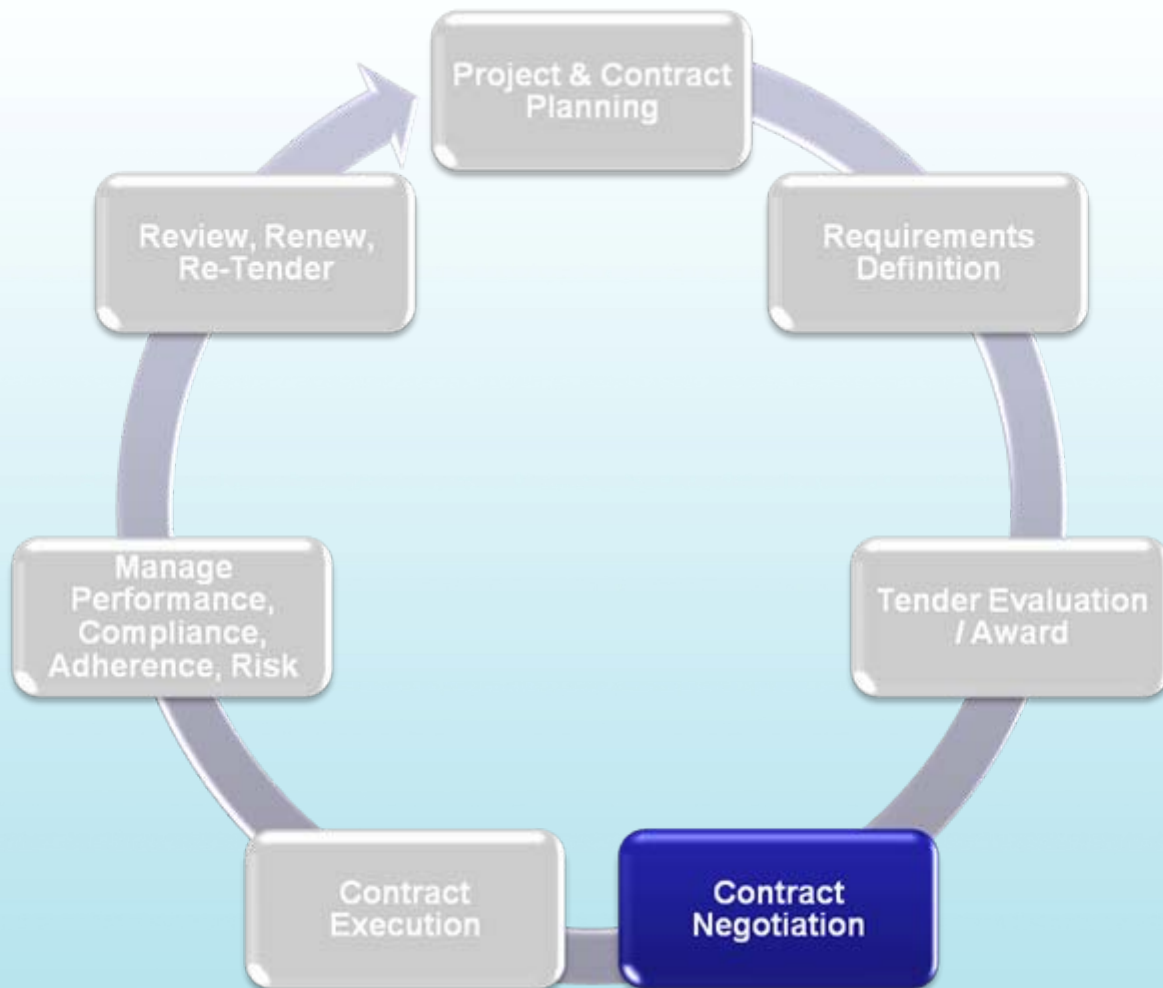 Project & Contract
Planning
Requirements
Definition
Tender Evaluation
/ Award
Contract
Negotiation
Contract
Execution
Manage
Performance,
Compliance,
Adherence, Risk
Review, Renew,
Re-Tender